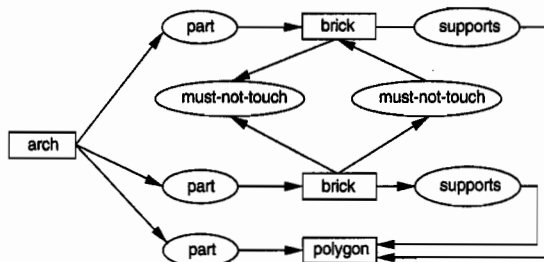 part brick supports
must-not-touch must-not-touch
arch
part brick supports
part polygon